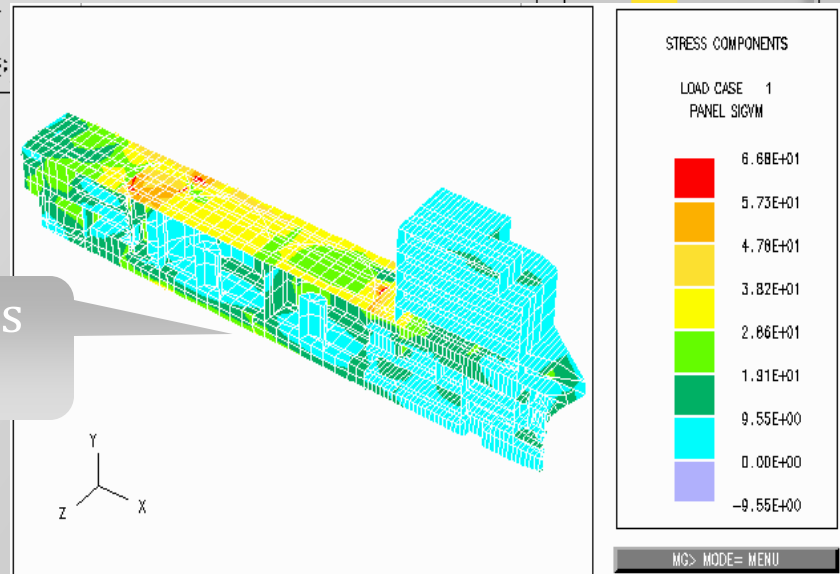 STRESS COMPONENTS
LOAD CASE 1
PANEL SIGVM
6.68E+01
5.73E+01
4.78E+01
3.82E+01
2.86E+01
1.91E+01
9.55E+00
0.00E+00
-9.55E+00
s
Y
Z
X
MG> MODE= MENU